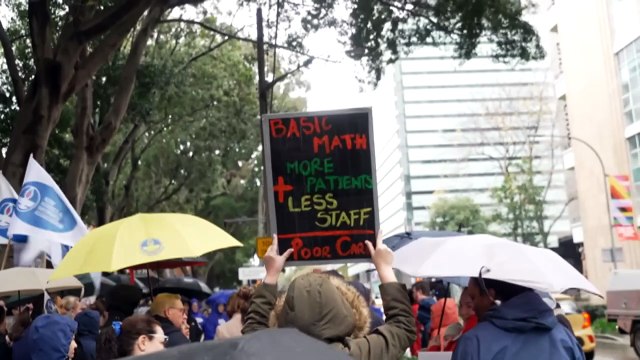 BASIC
MATH
MORE
PATIENTS
+ LESS
STAFF
POOR CAR